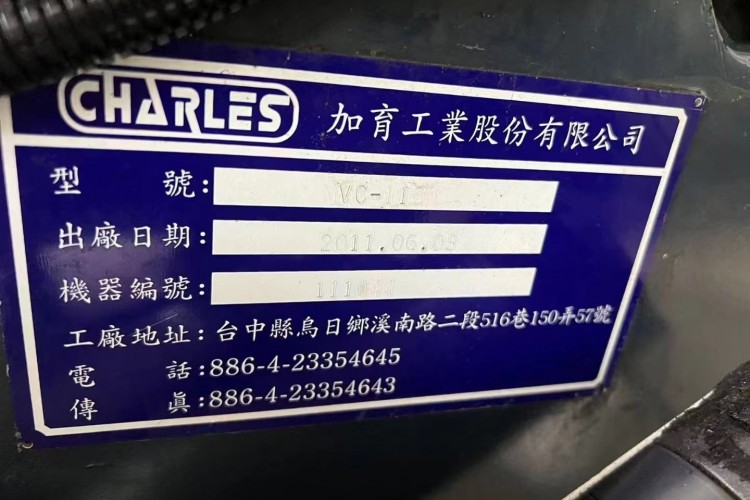 CHARLES 加育工業股份有限公司
型 號:
出廠日期: 2011.06.
機器編號:
工廠地址: 台中縣烏日鄉溪南路二段516巷150弄57號
電 話:886-4-23354645
傳 真:886-4-23354643